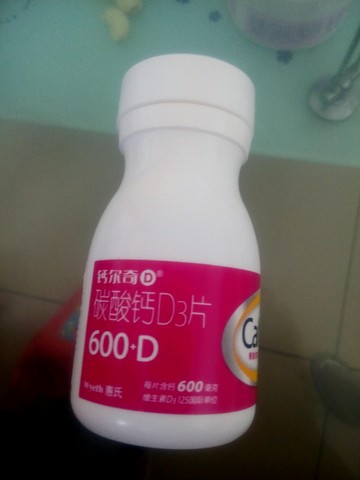 钙尔奇D®
碳酸钙D3片
600+D
Ca
Wyeth 惠氏
每片含钙600毫克
维生素D3 125国际单位